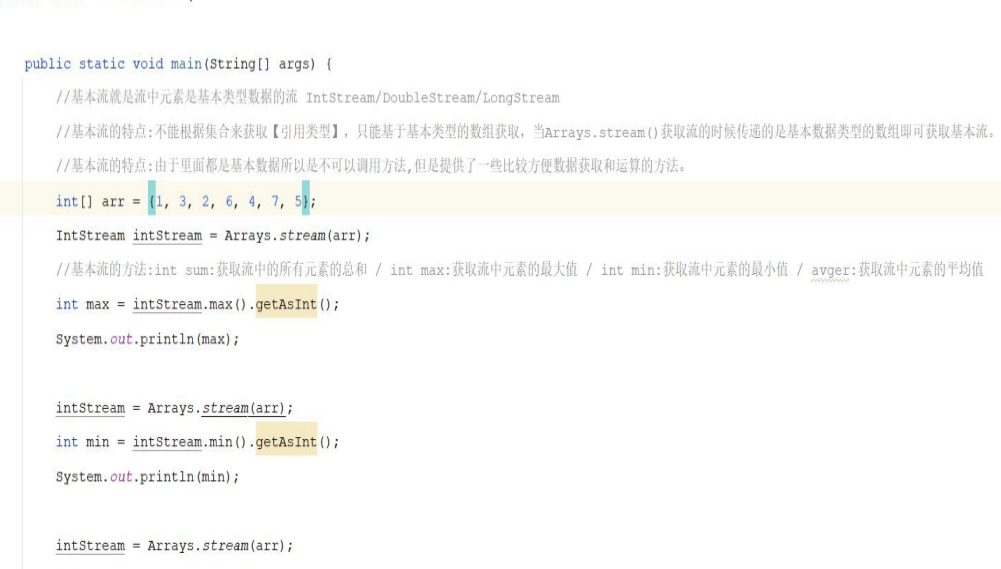 public static void main(String[] args) {
//基本流就是流中元素是基本类型数据的流 IntStream/DoubleStream/LongStream
//基本流的特点:不能根据集合来获取【引用类型】，只能基于基本类型的数组获取，当Arrays.stream()获取流的时候传递的是基本数据类型的数组即可获取基本流。
//基本流的特点:由于里面都是基本数据所以是不可以调用方法,但是提供了一些比较方便数据获取和运算的方法。
int[] arr = {1, 3, 2, 6, 4, 7, 5};
IntStream intStream = Arrays.stream(arr);
//基本流的方法:int sum:获取流中的所有元素的总和 / int max:获取流中元素的最大值 / int min:获取流中元素的最小值 / avger:获取流中元素的平均值
int max = intStream.max().getAsInt();
System.out.println(max);
intStream = Arrays.stream(arr);
int min = intStream.min().getAsInt();
System.out.println(min);
intStream = Arrays.stream(arr);